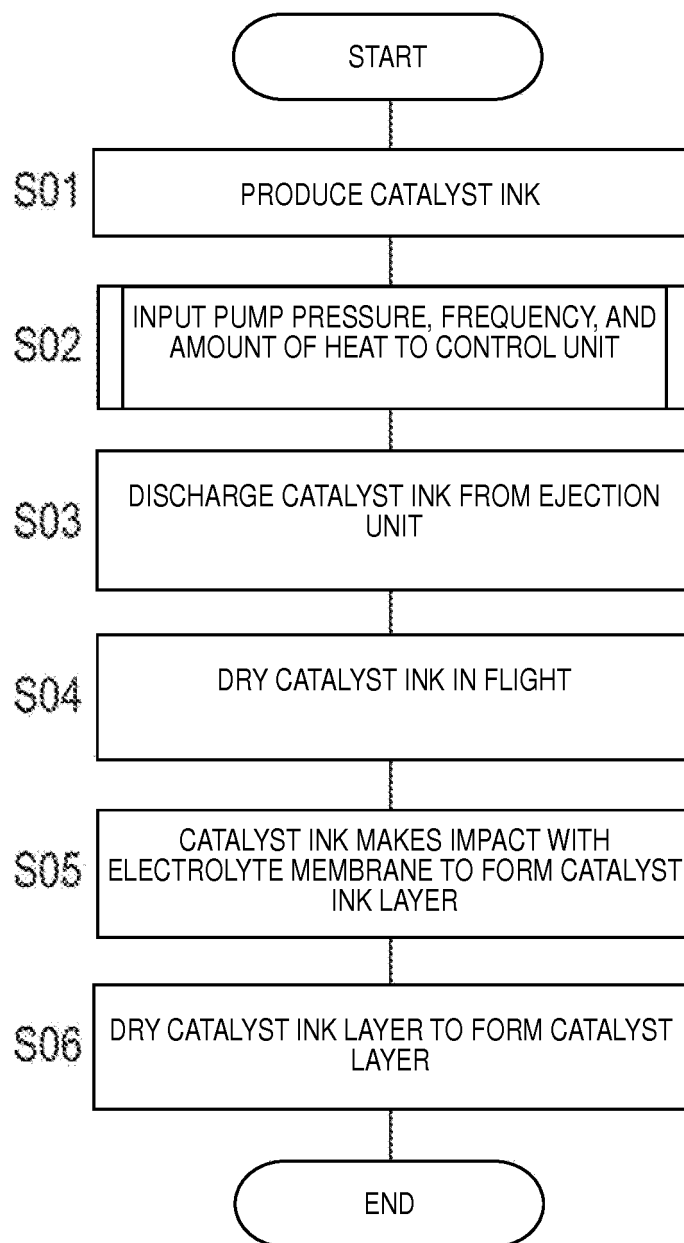 START
S01
PRODUCE CATALYST INK
S02
INPUT PUMP PRESSURE, FREQUENCY, AND
AMOUNT OF HEAT TO CONTROL UNIT
S03
DISCHARGE CATALYST INK FROM EJECTION
UNIT
S04
DRY CATALYST INK IN FLIGHT
S05
CATALYST INK MAKES IMPACT WITH
ELECTROLYTE MEMBRANE TO FORM CATALYST
INK LAYER
S06
DRY CATALYST INK LAYER TO FORM CATALYST
LAYER
END